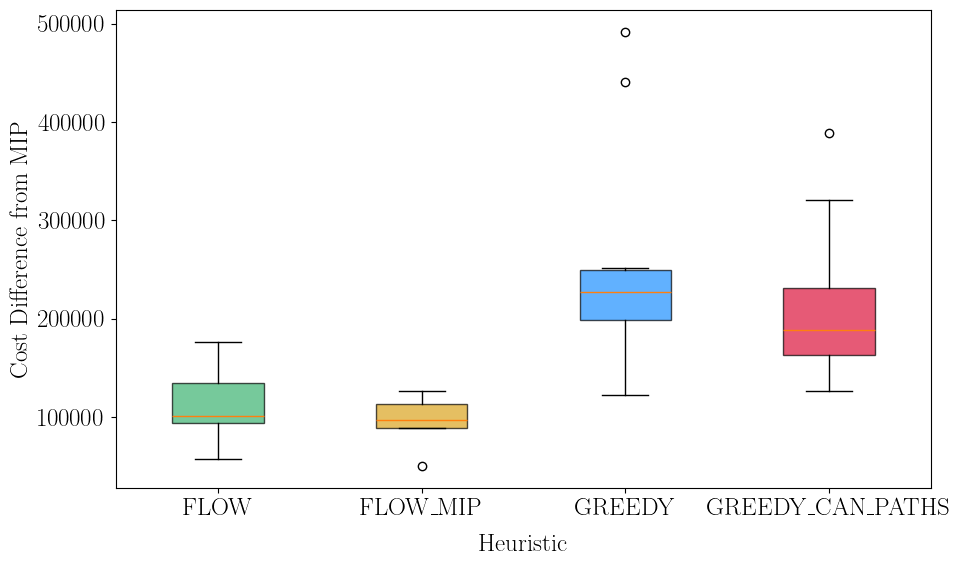 500000
400000
300000
200000
100000
Cost Difference from MIP
FLOW
FLOW_MIP
GREEDY
GREEDY_CAN_PATHS
Heuristic